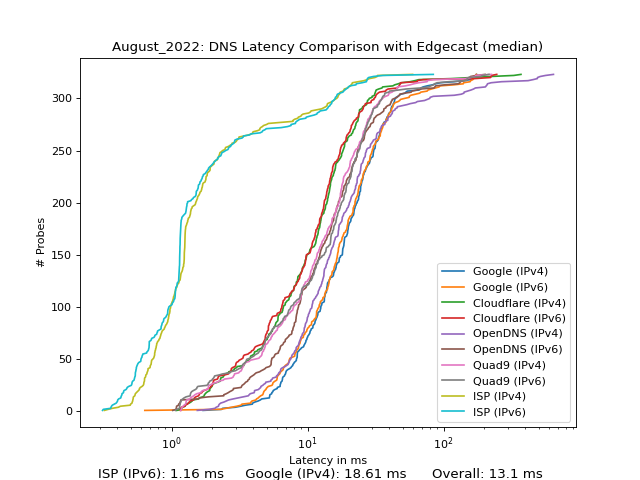 August_2022: DNS Latency Comparison with Edgecast (median)
300
250
200
150
100
50
0
# Probes
Google (IPv4)
Google (IPv6)
Cloudflare (IPv4)
Cloudflare (IPv6)
OpenDNS (IPv4)
OpenDNS (IPv6)
Quad9 (IPv4)
Quad9 (IPv6)
ISP (IPv4)
ISP (IPv6)
10⁰ 10¹ 10²
Latency in ms
ISP (IPv6): 1.16 ms Google (IPv4): 18.61 ms Overall: 13.1 ms